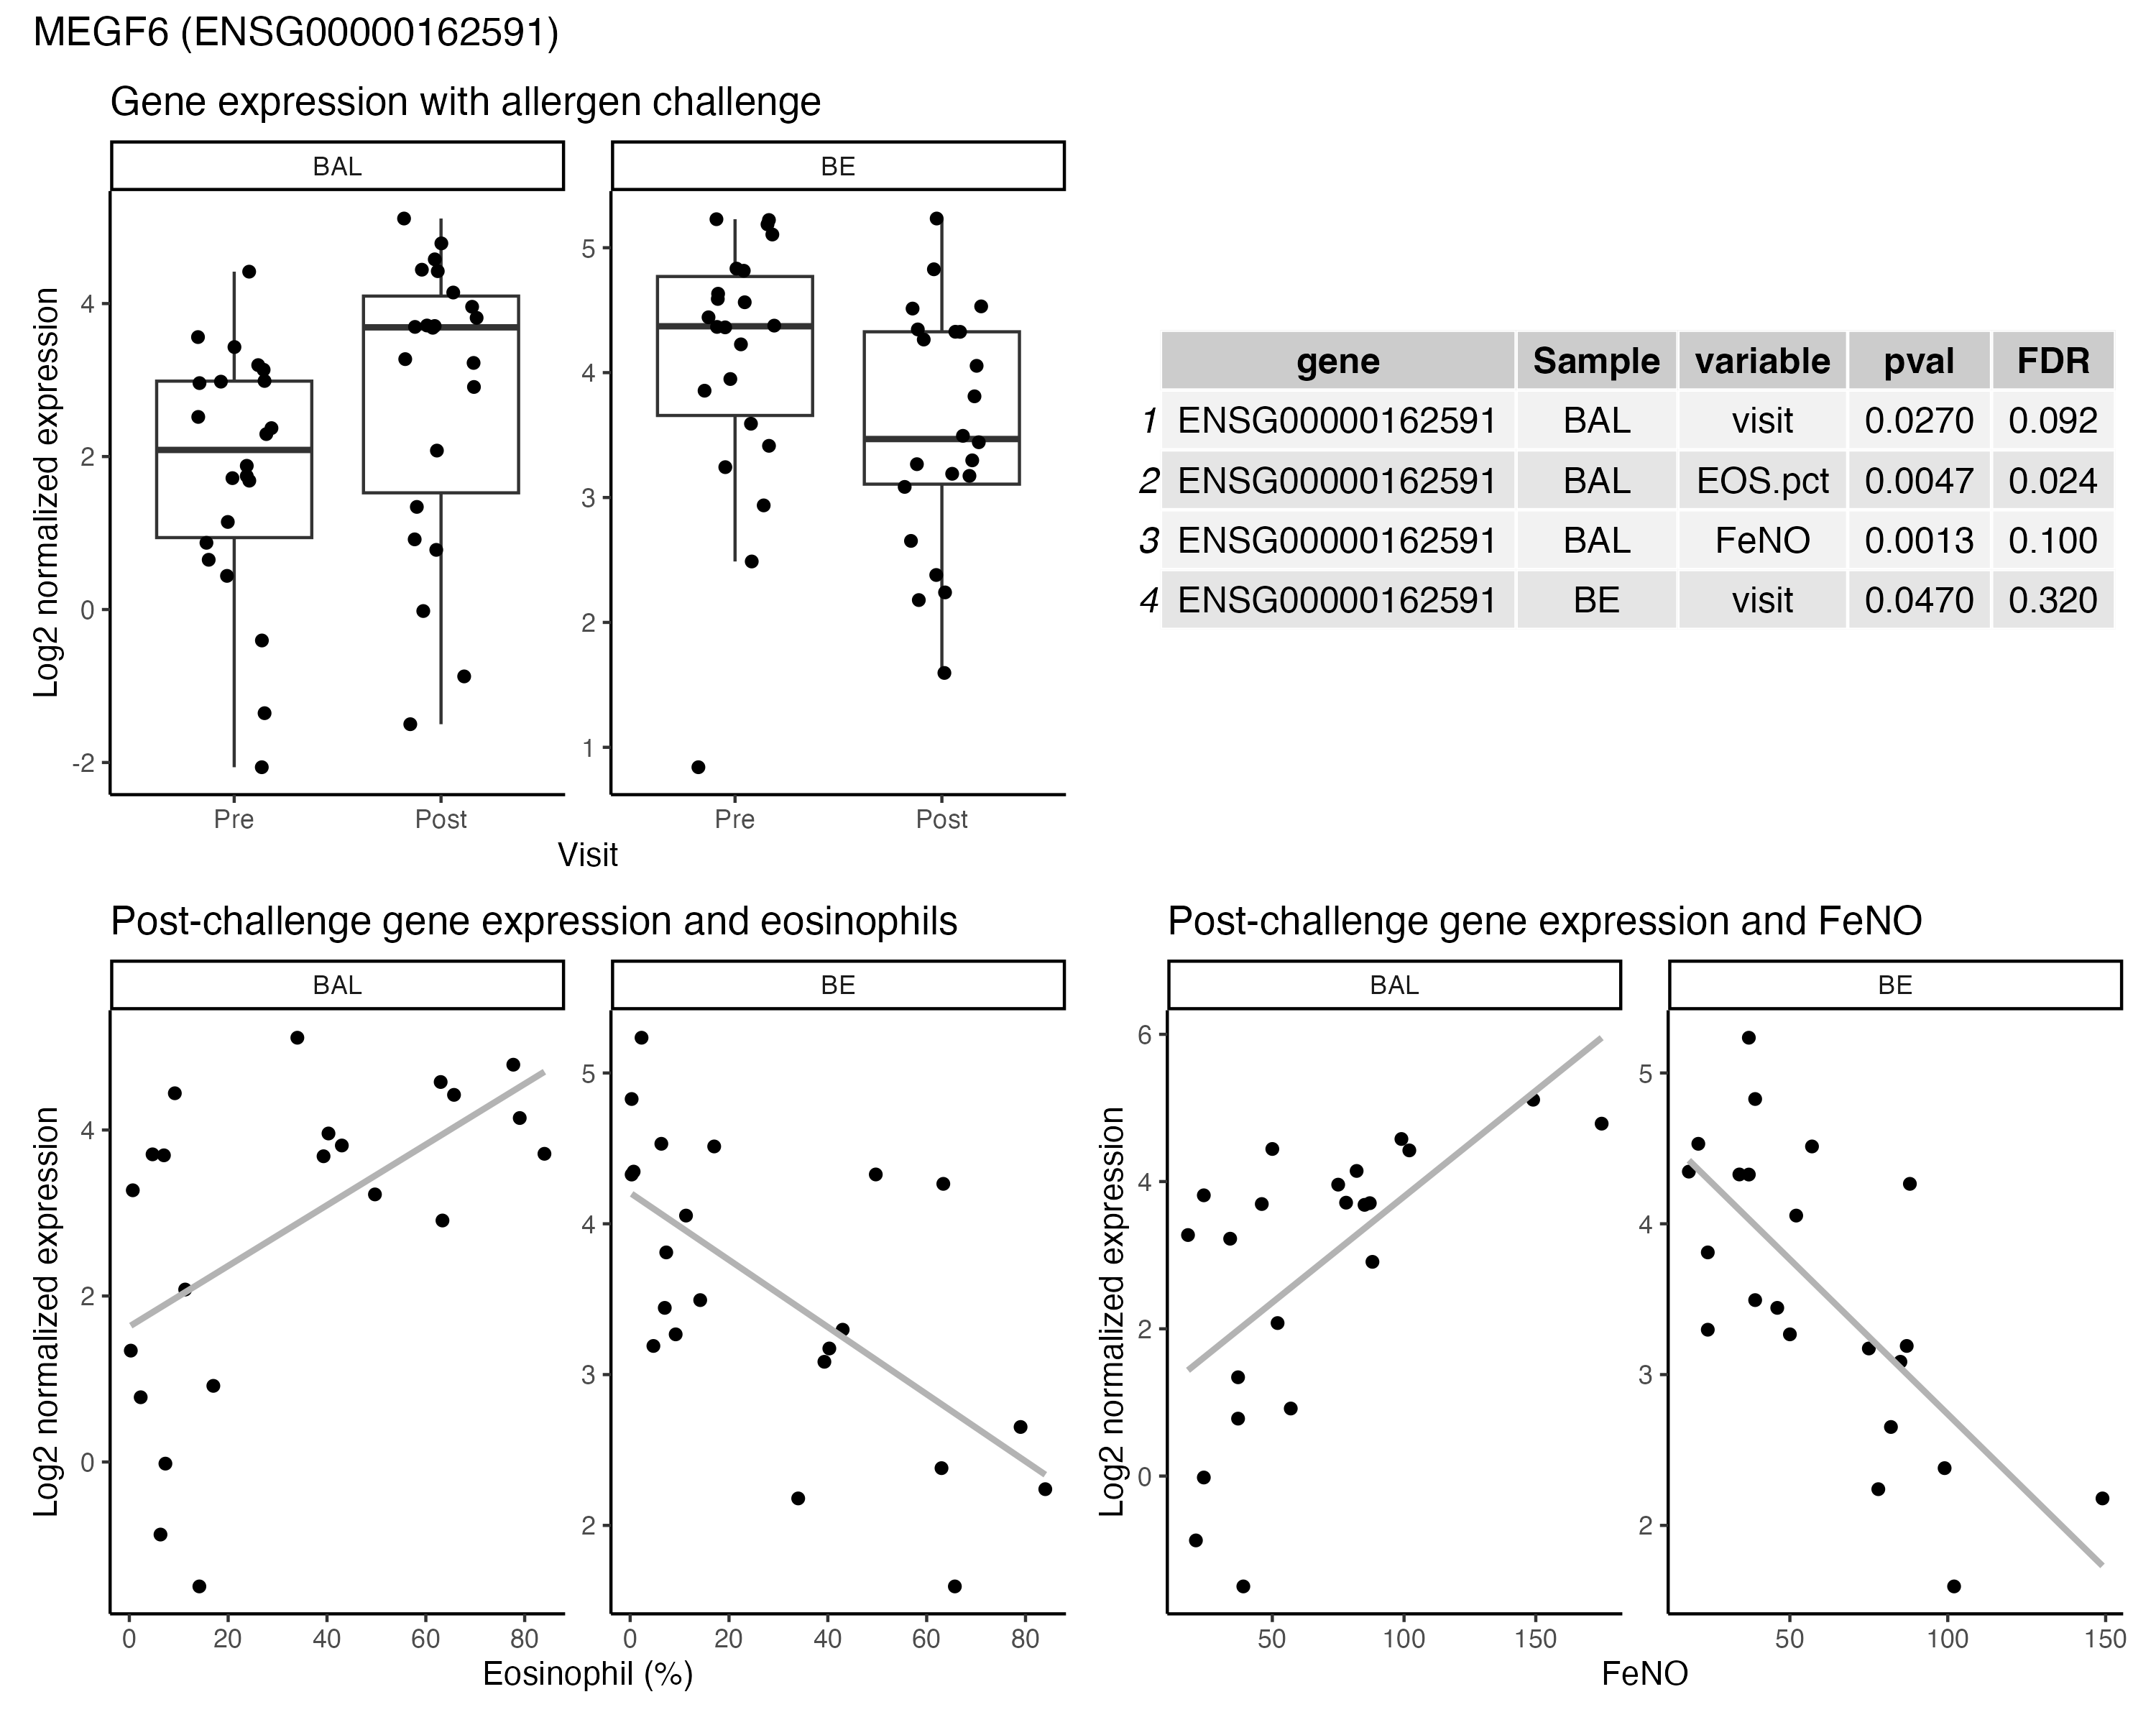 MEGF6 (ENSG00000162591)
Gene expression with allergen challenge
BAL
BE
Log2 normalized expression
4
2
0
-2
5
4
3
2
1
Pre
Post
Pre
Post
Visit
gene Sample variable pval FDR
1 ENSG00000162591 BAL visit 0.0270 0.092
2 ENSG00000162591 BAL EOS.pct 0.0047 0.024
3 ENSG00000162591 BAL FeNO 0.0013 0.100
4 ENSG00000162591 BE visit 0.0470 0.320
Post-challenge gene expression and eosinophils
BAL
BE
Log2 normalized expression
4
2
0
5
4
3
2
0 20 40 60 80
0 20 40 60 80
Eosinophil (%)
Post-challenge gene expression and FeNO
BAL
BE
Log2 normalized expression
6
4
2
0
5
4
3
2
50 100 150
50 100 150
FeNO